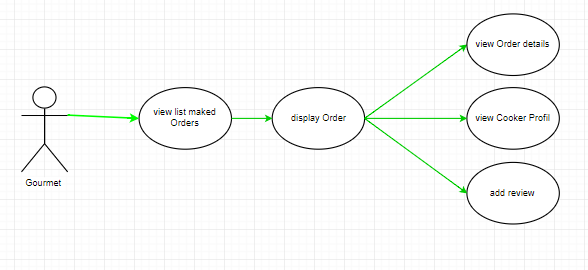 view Order details
view list maked
Orders
display Order
view Cooker Profil
Gourmet
add review